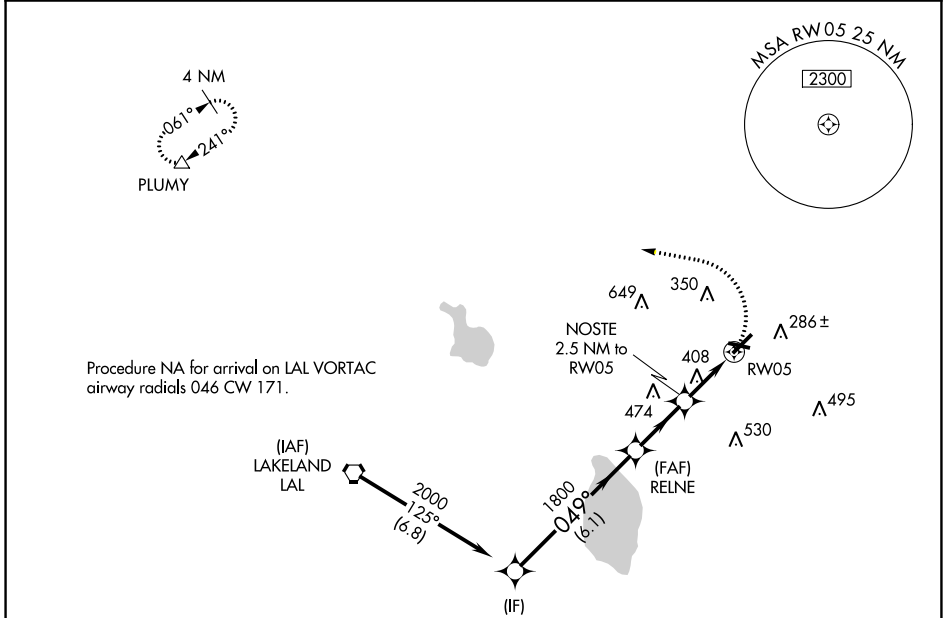 4 NM
061°
241°
PLUMY
MSA RW05 25 NM
2300
649
350
286±
NOSTE
2.5 NM to
RW05
408
RW05
474
495
530
Procedure NA for arrival on LAL VORTAC
airway radials 046 CW 171.
(IAF)
LAKELAND
LAL
2000
125°
(6.8)
1800
049°
(6.1)
(FAF)
RELNE
(IF)